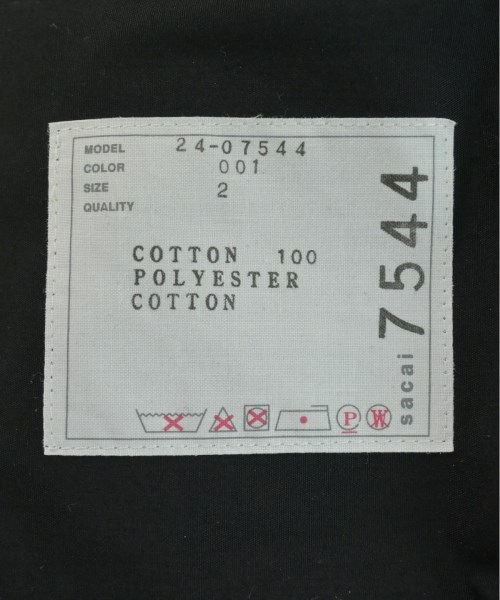 MODEL 24-07544
COLOR 001
SIZE 2
QUALITY
COTTON 100
POLYESTER
COTTON
sacai 7544
P W